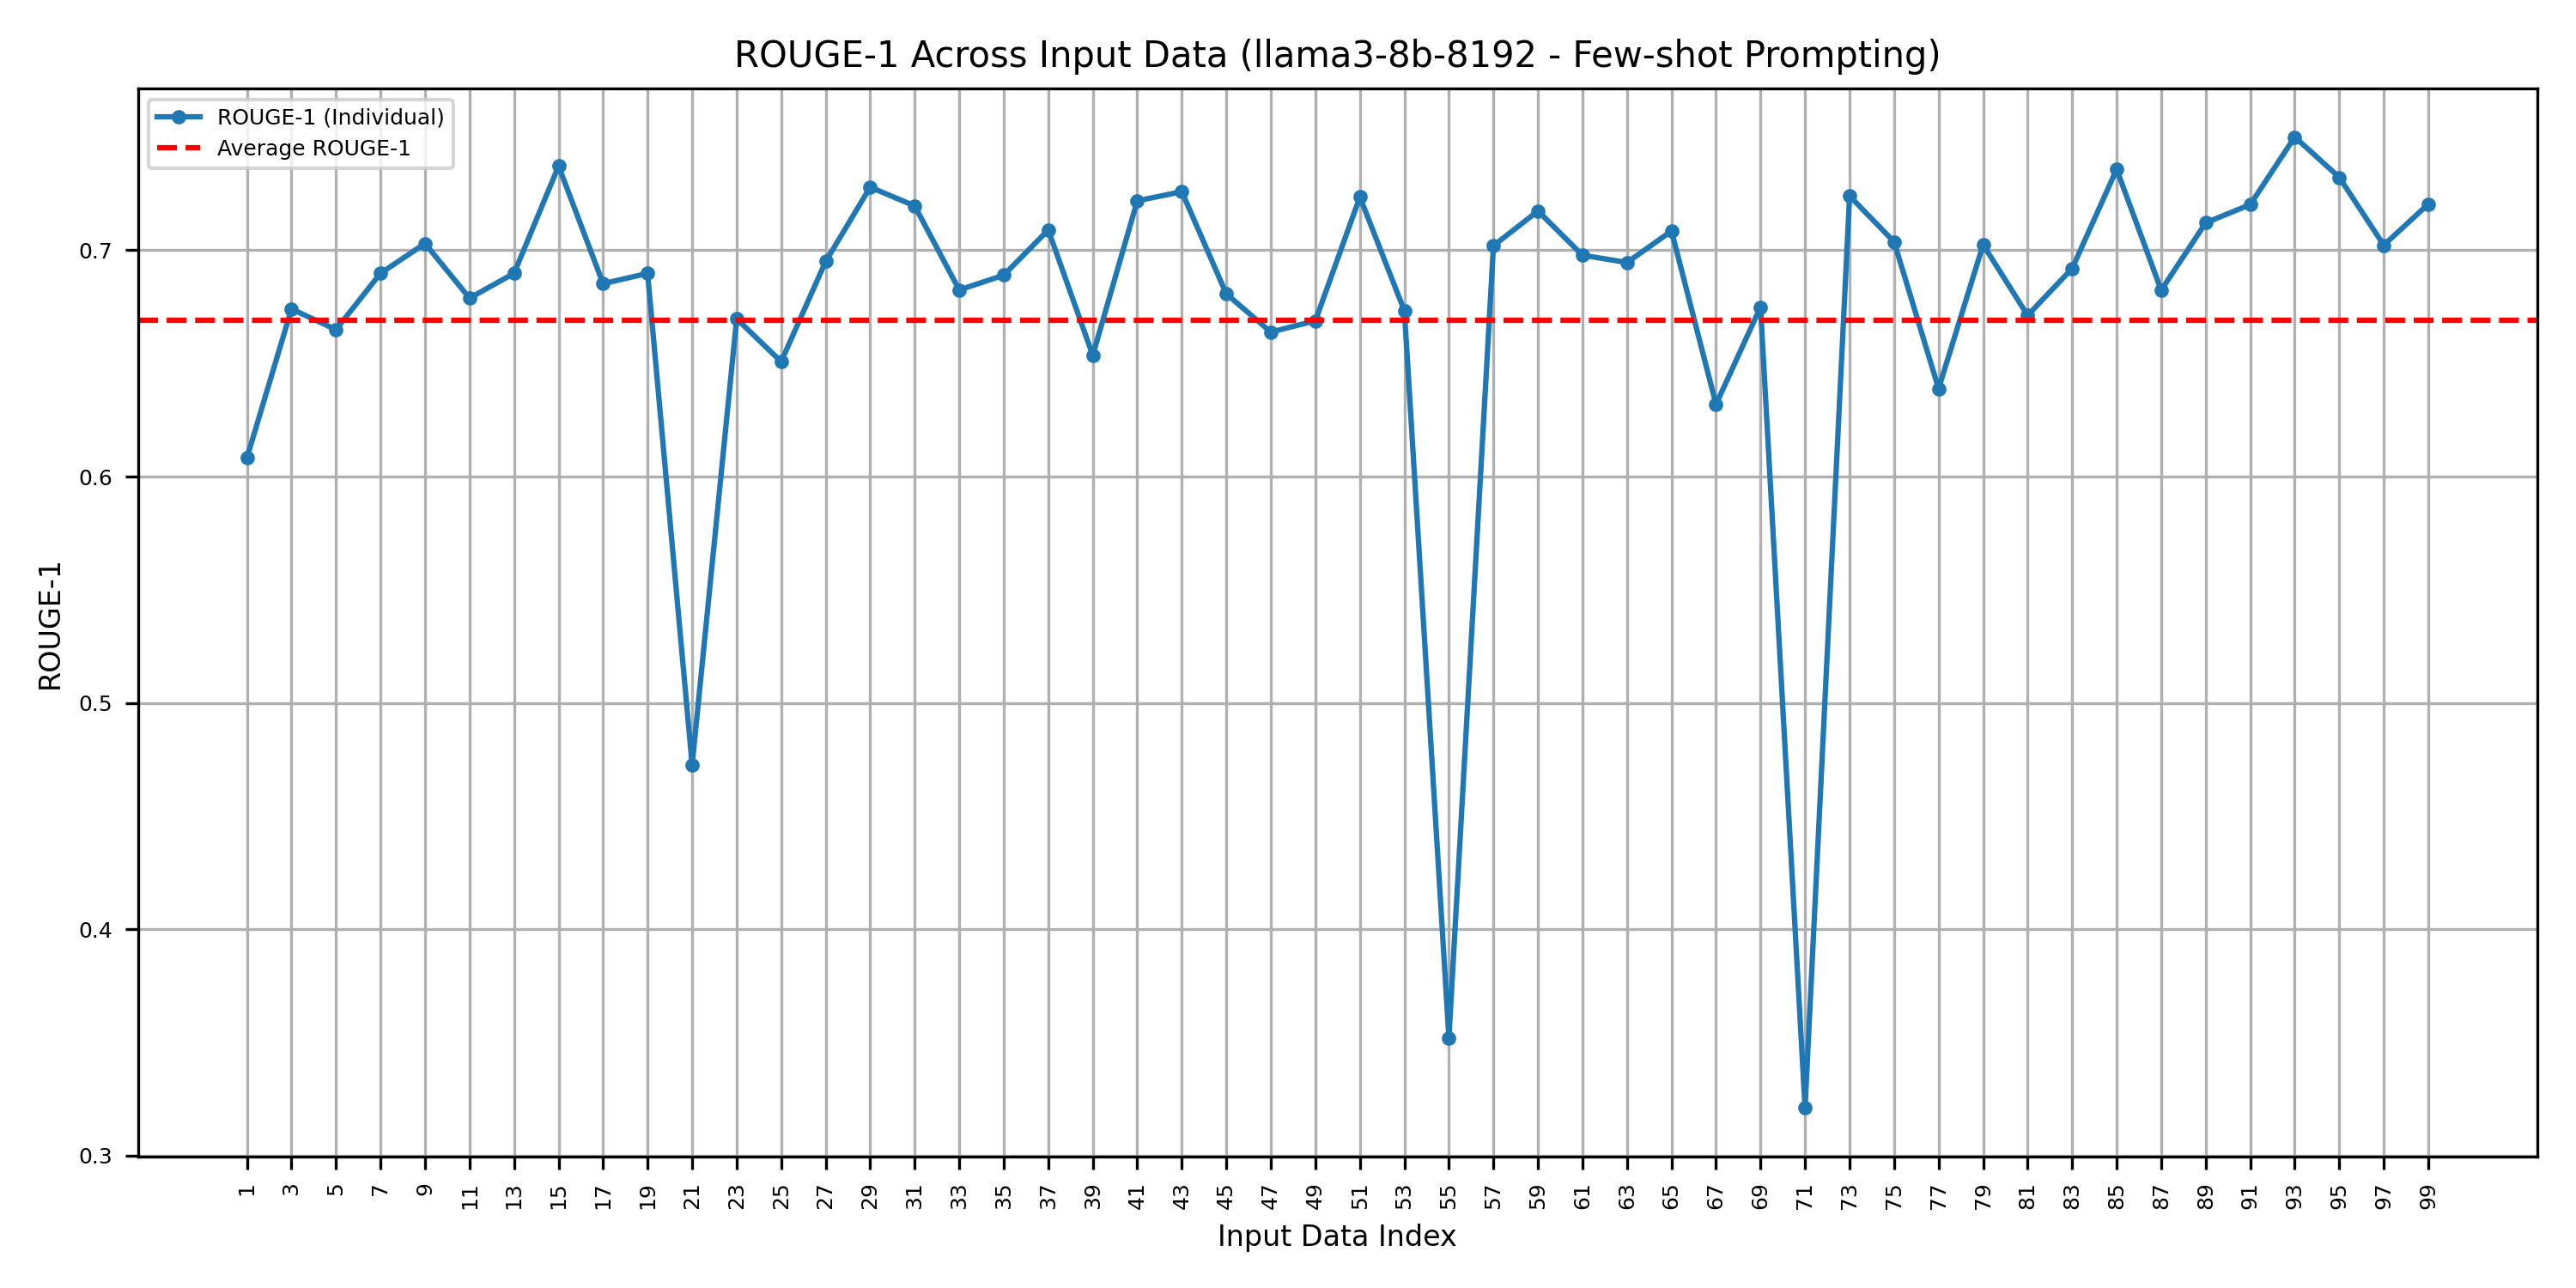 ROUGE-1 Across Input Data (llama3-8b-8192 - Few-shot Prompting)
ROUGE-1 (Individual)
Average ROUGE-1
ROUGE-1
0.7
0.6
0.5
0.4
0.3
1 3 5 7 9 11 13 15 17 19 21 23 25 27 29 31 33 35 37 39 41 43 45 47 49 51 53 55 57 59 61 63 65 67 69 71 73 75 77 79 81 83 85 87 89 91 93 95 97 99
Input Data Index